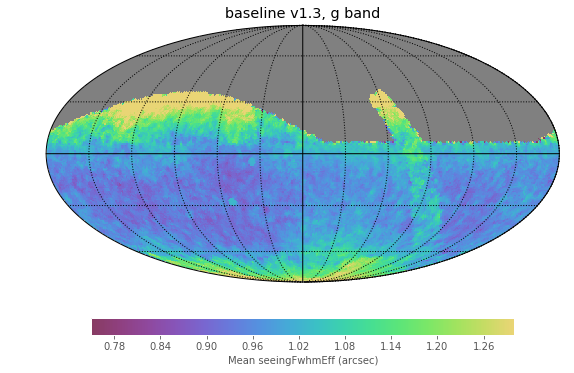 baseline v1.3, g band
0.78 0.84 0.90 0.96 1.02 1.08 1.14 1.20 1.26
Mean seeingFwhmEff (arcsec)